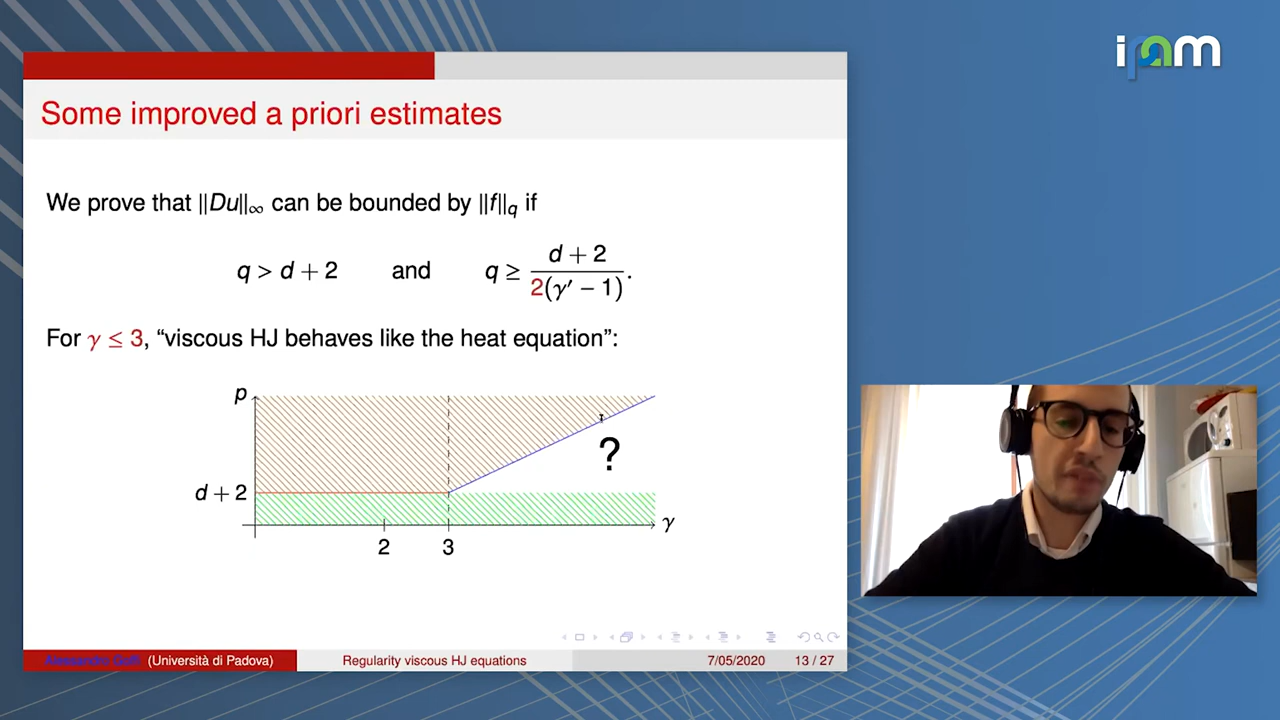 ipam
Some improved a priori estimates
We prove that ||Du||∞ can be bounded by ||f||q if
q > d + 2 and q ≥ d + 2 / 2(γ′ − 1).
For γ ≤ 3, “viscous HJ behaves like the heat equation”:
p
?
d + 2
γ
2 3
Alessandro Goffi (Università di Padova) Regularity viscous HJ equations 7/05/2020 13 / 27